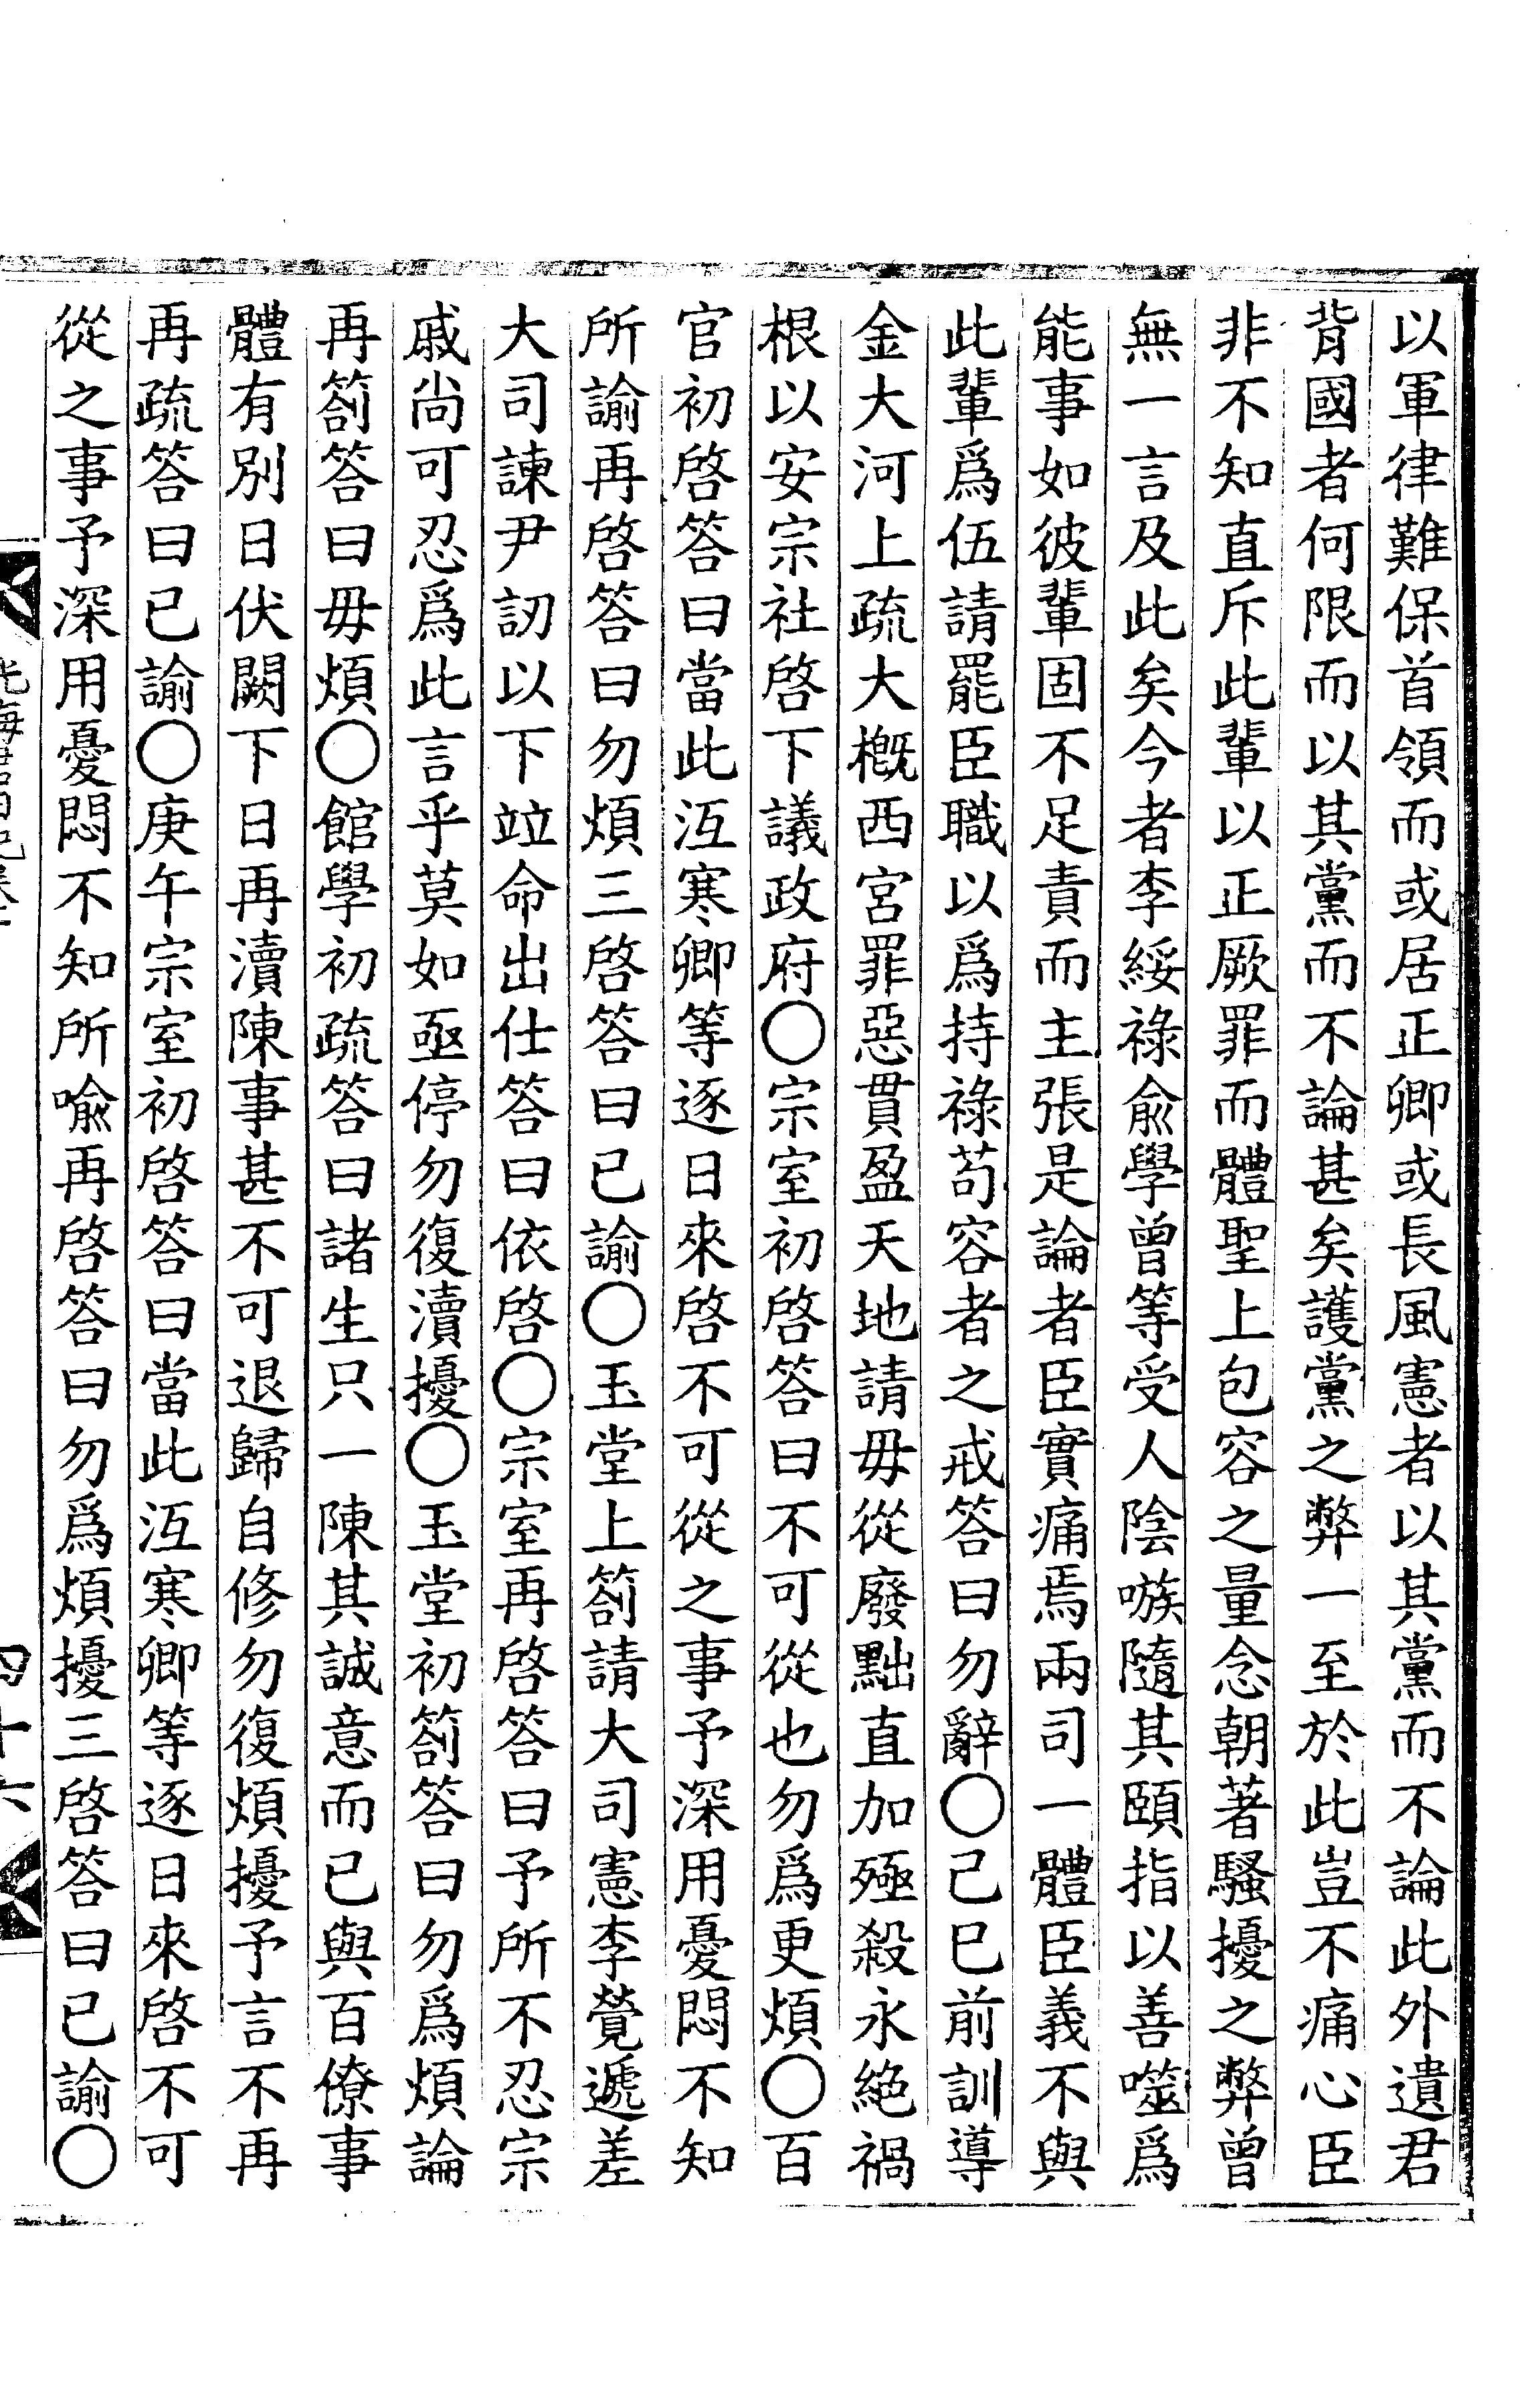 以軍律難保首領而或居正卿或長風憲者以其黨而不論此外遺君
背國者何限而以其黨而不論甚矣護黨之弊一至於此豈不痛心臣
非不知直斥此輩以正厥罪而體聖上包容之量念朝著騷擾之弊曾
無一言及此矣今者李綏祿兪學曾等受人陰嗾隨其頤指以善噬爲
能事如彼輩固不足責而主張是論者臣實痛焉兩司一體臣義不與
此輩爲伍請罷臣職以爲持祿苟容者之戒答曰勿辭〇己巳前訓導
金大河上疏大槪西宮罪惡貫盈天地請毋從廢黜直加殛殺永絕禍
根以安宗社啓下議政府〇宗室初啓答曰不可從也勿爲更煩〇百
官初啓答曰當此冱寒卿等逐日來啓不可從之事予深用憂悶不知
所諭再啓答曰勿煩三啓答曰已諭〇玉堂上箚請大司憲李覮遞差
大司諫尹訒以下竝命出仕答曰依啓〇宗室再啓答曰予所不忍宗
戚尙可忍爲此言乎莫如亟停勿復瀆擾〇玉堂初箚答曰勿爲煩論
再箚答曰毋煩〇館學初疏答曰諸生只一陳其誠意而已與百僚事
體有別日伏闕下日再瀆陳事甚不可退歸自修勿復煩擾予言不再
再疏答曰已諭〇庚午宗室初啓答曰當此冱寒卿等逐日來啓不可
從之事予深用憂悶不知所喩再啓答曰勿爲煩擾三啓答曰已諭〇
光海君日記卷
四十六